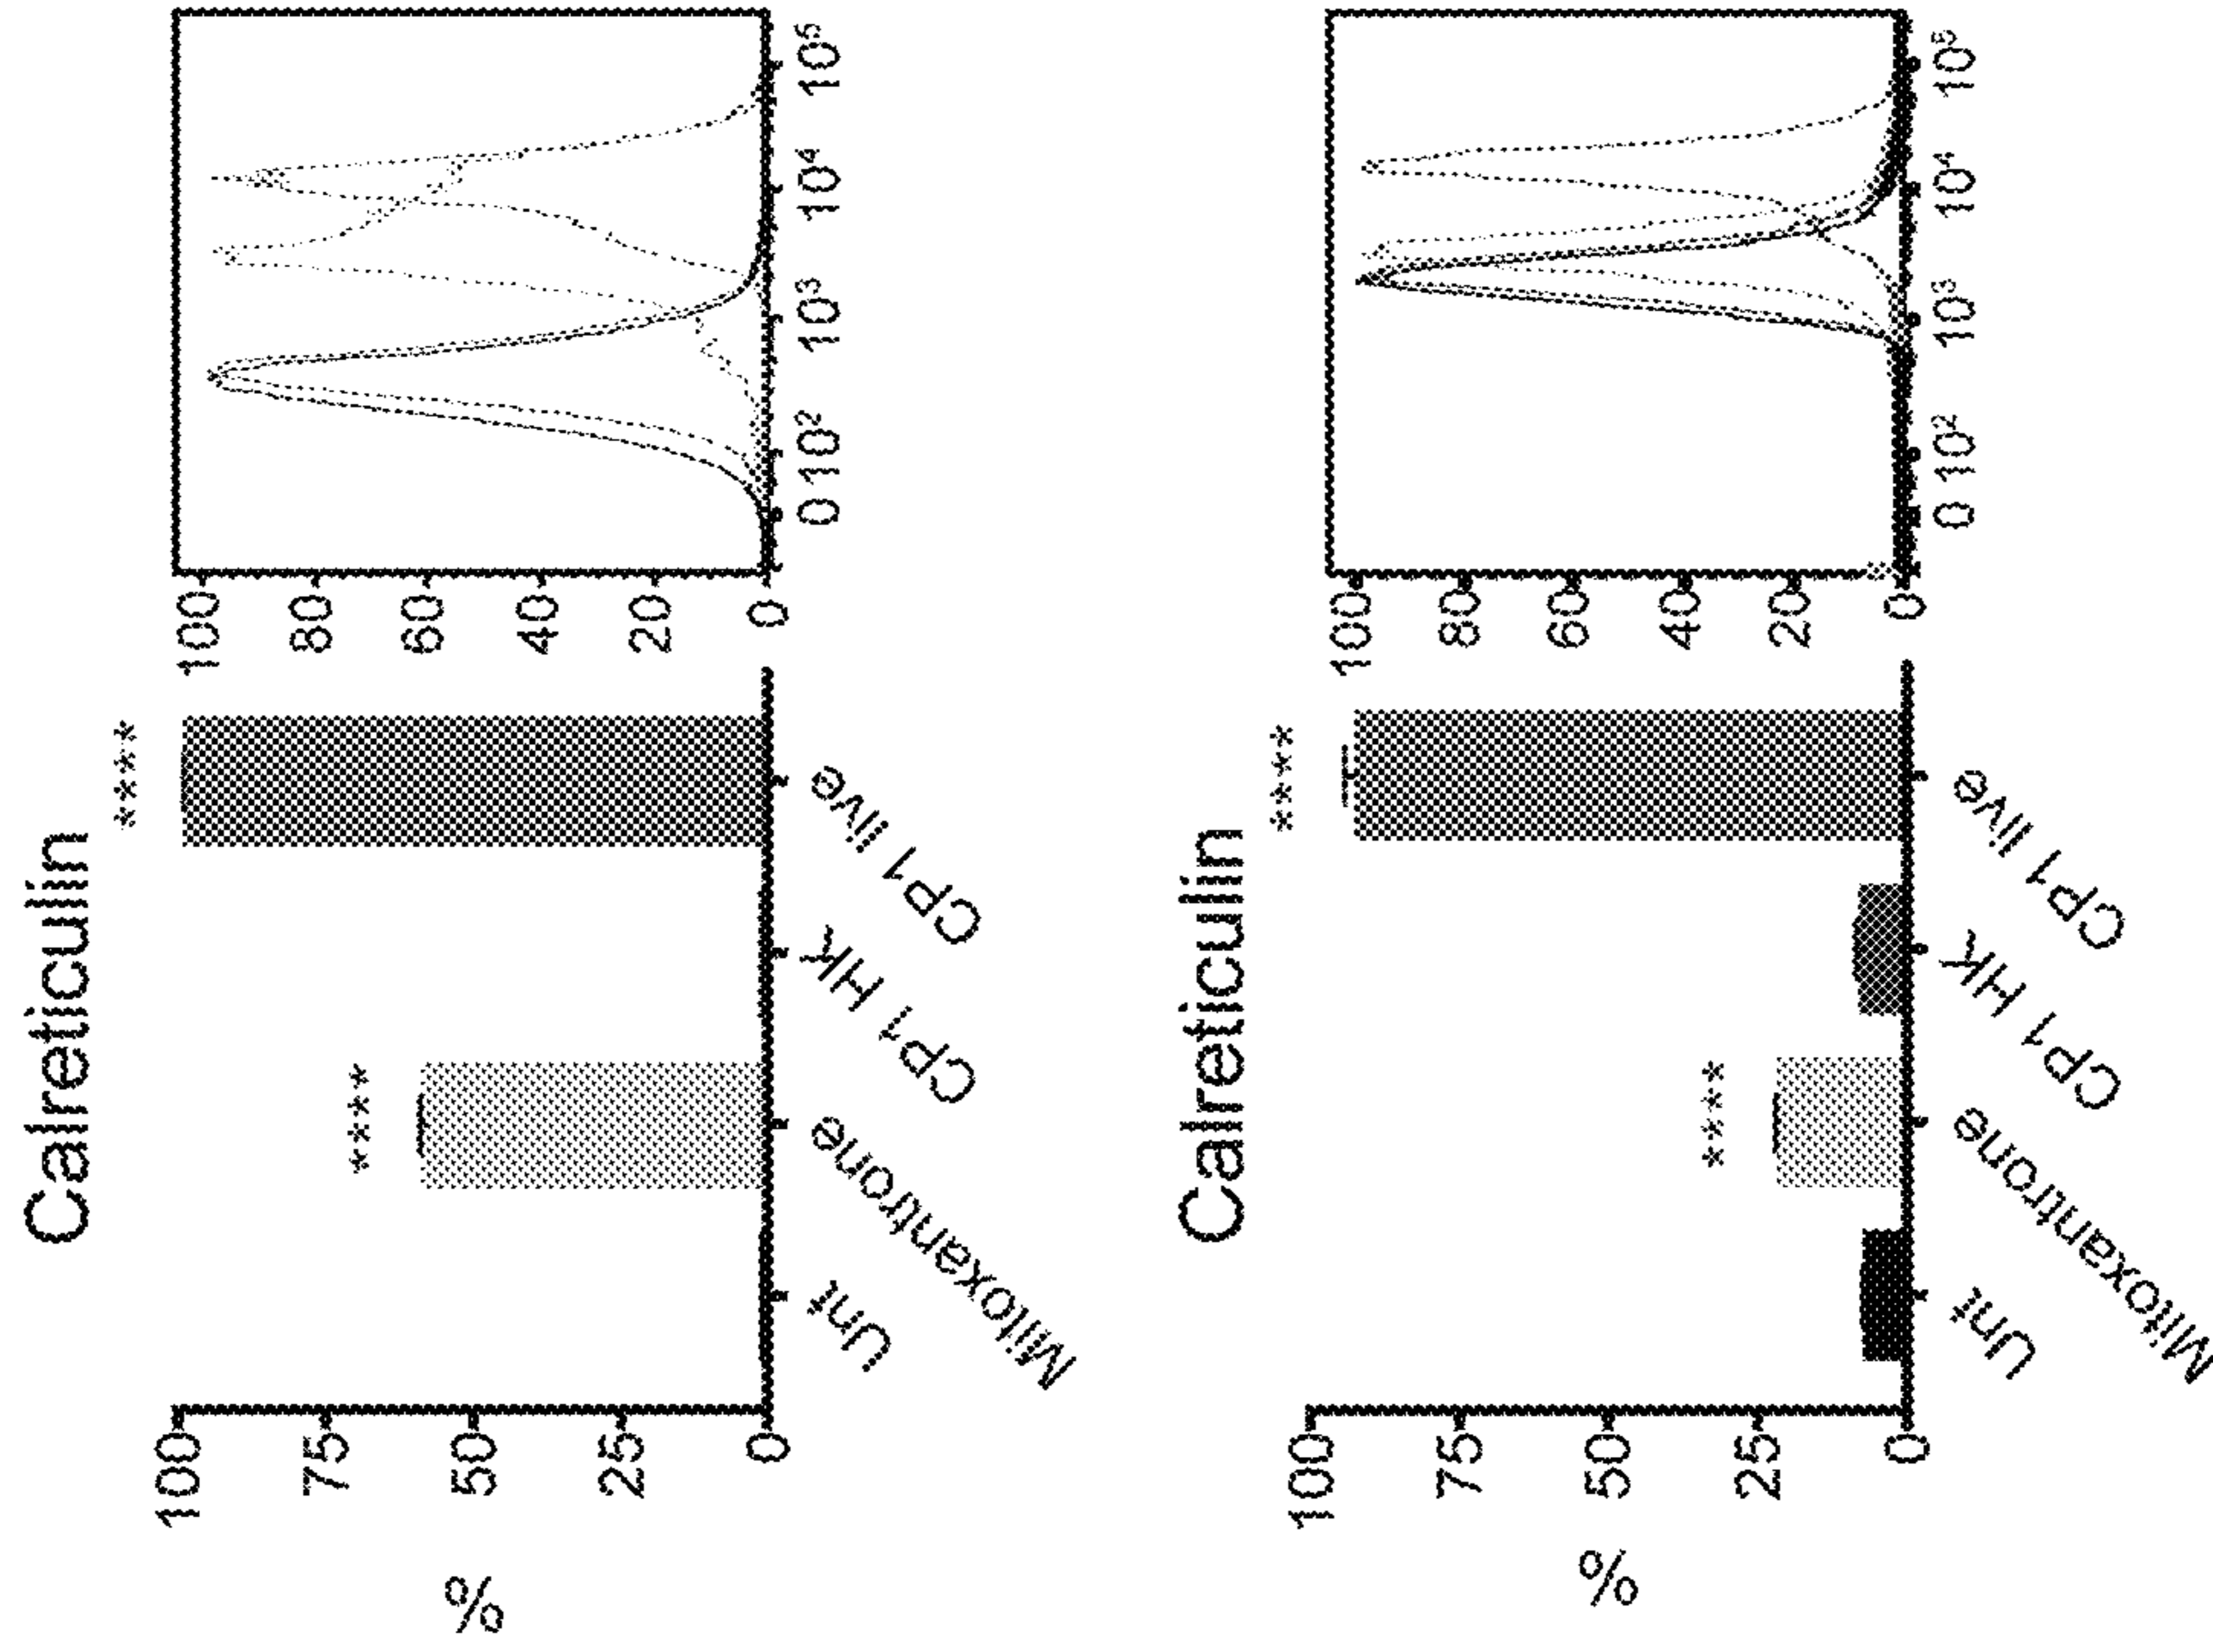 Calreticulin
****
****
%
100
75
50
25
0
Unt
Mitoxantrone
CP1 HK
CP1 live
100
80
60
40
20
0
0 10² 10³ 10⁴ 10⁵
Calreticulin
****
****
%
100
75
50
25
0
Unt
Mitoxantrone
CP1 HK
CP1 live
100
80
60
40
20
0
0 10² 10³ 10⁴ 10⁵